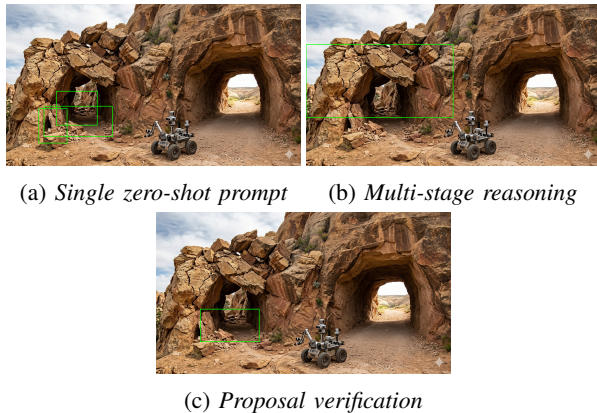 (a) Single zero-shot prompt
(b) Multi-stage reasoning
(c) Proposal verification